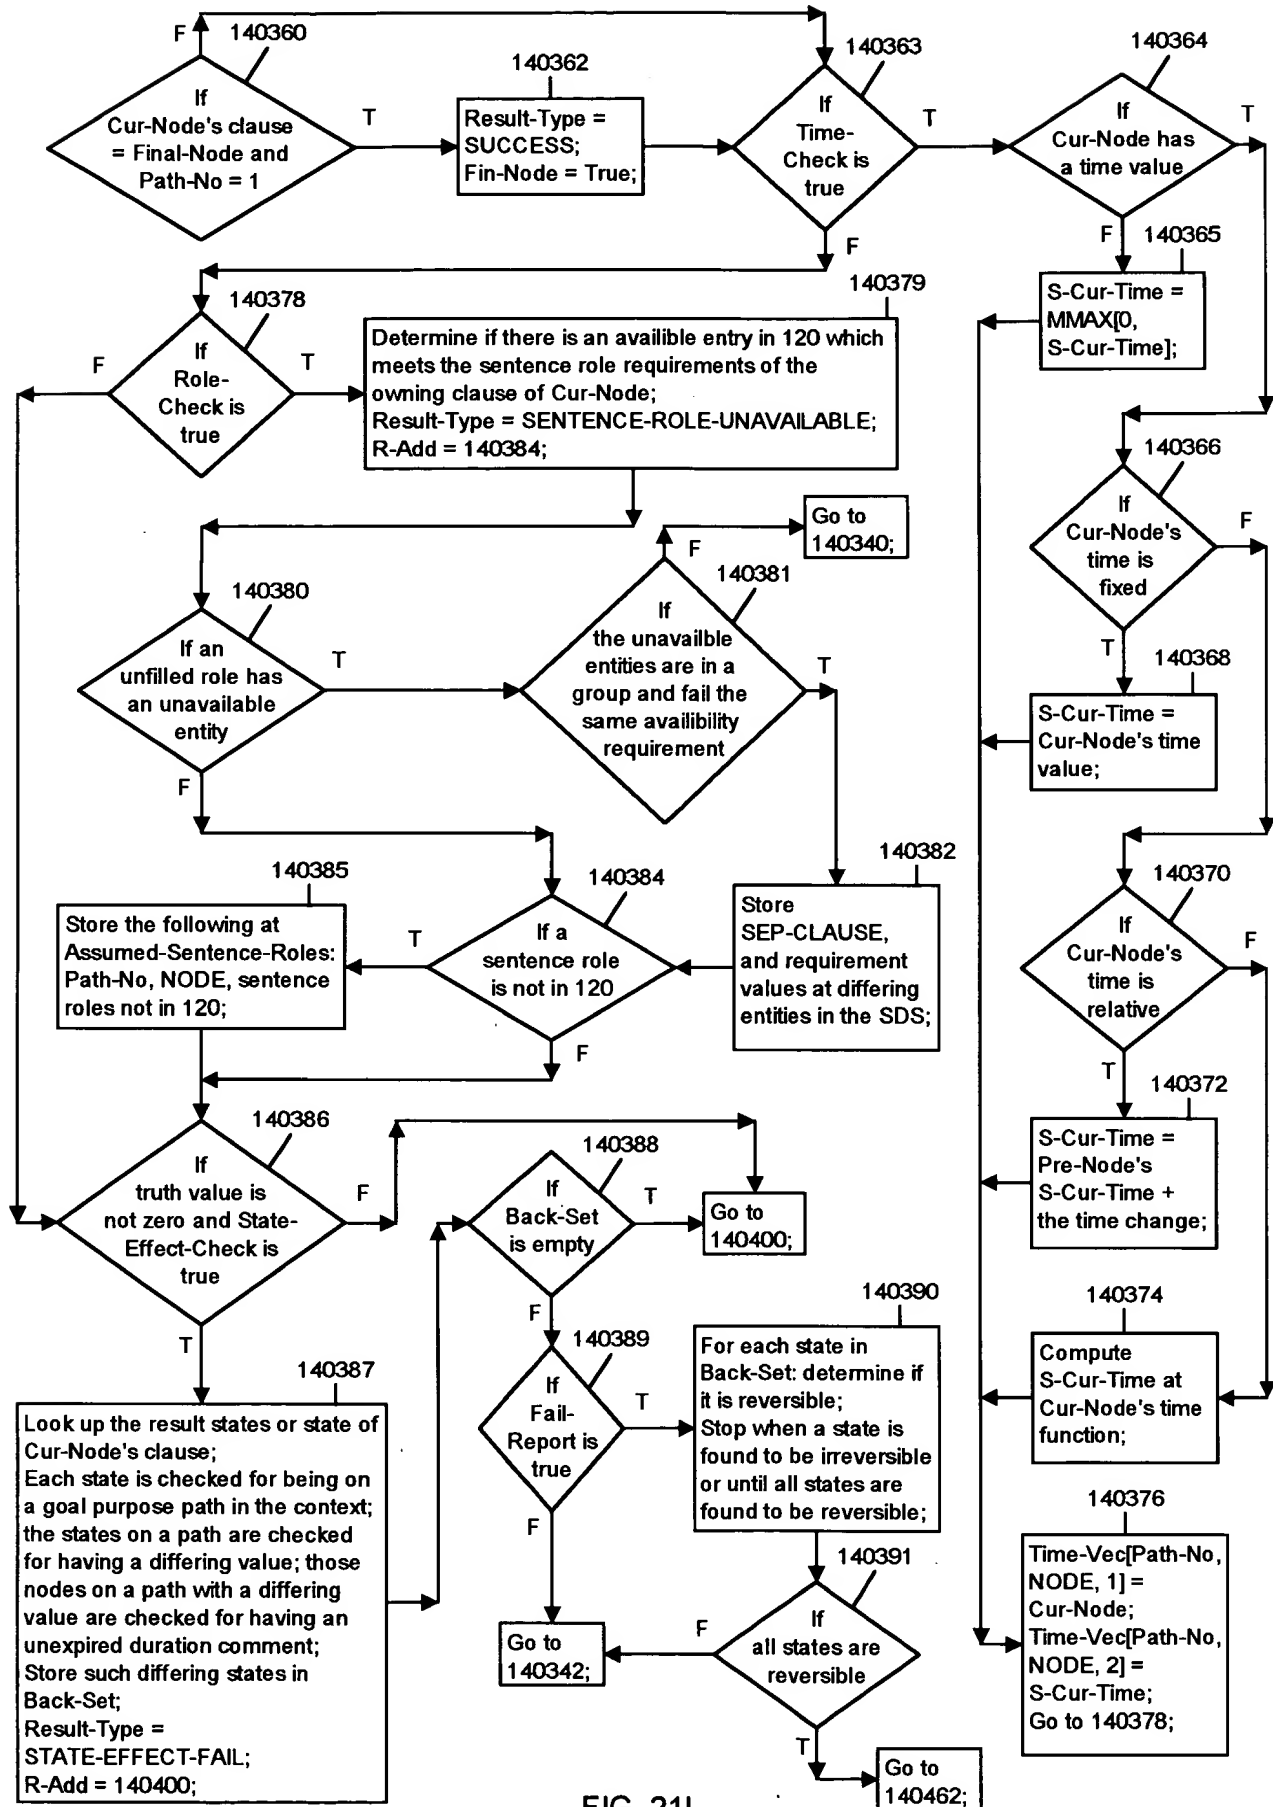 140360
F
If
Cur-Node's clause
= Final-Node and
Path-No = 1
T
140362
Result-Type =
SUCCESS;
Fin-Node = True;
140363
If
Time-
Check is
true
T
F
140364
If
Cur-Node has
a time value
T
F
140365
S-Cur-Time =
MMAX[0,
S-Cur-Time];
140378
If
Role-
Check is
true
F
T
140379
Determine if there is an availible entry in 120 which
meets the sentence role requirements of the
owning clause of Cur-Node;
Result-Type = SENTENCE-ROLE-UNAVAILABLE;
R-Add = 140384;
140366
If
Cur-Node's
time is
fixed
F
T
140368
S-Cur-Time =
Cur-Node's time
value;
Go to
140340;
140380
If an
unfilled role has
an unavailable
entity
T
F
140381
F
If
the unavailble
entities are in a
group and fail the
same availibility
requirement
T
140382
Store
SEP-CLAUSE,
and requirement
values at differing
entities in the SDS;
140384
If a
sentence role
is not in 120
T
F
140385
Store the following at
Assumed-Sentence-Roles:
Path-No, NODE, sentence
roles not in 120;
140370
If
Cur-Node's
time is
relative
F
T
140372
S-Cur-Time =
Pre-Node's
S-Cur-Time +
the time change;
140374
Compute
S-Cur-Time at
Cur-Node's time
function;
140376
Time-Vec[Path-No,
NODE, 1] =
Cur-Node;
Time-Vec[Path-No,
NODE, 2] =
S-Cur-Time;
Go to 140378;
140386
If
truth value is
not zero and State-
Effect-Check is
true
F
T
140387
Look up the result states or state of
Cur-Node's clause;
Each state is checked for being on
a goal purpose path in the context;
the states on a path are checked
for having a differing value; those
nodes on a path with a differing
value are checked for having an
unexpired duration comment;
Store such differing states in
Back-Set;
Result-Type =
STATE-EFFECT-FAIL;
R-Add = 140400;
140388
If
Back-Set
is empty
T
F
Go to
140400;
140389
If
Fail-
Report is
true
T
F
140390
For each state in
Back-Set: determine if
it is reversible;
Stop when a state is
found to be irreversible
or until all states are
found to be reversible;
140391
If
all states are
reversible
F
T
Go to
140342;
Go to
140462;
FIG. 21I